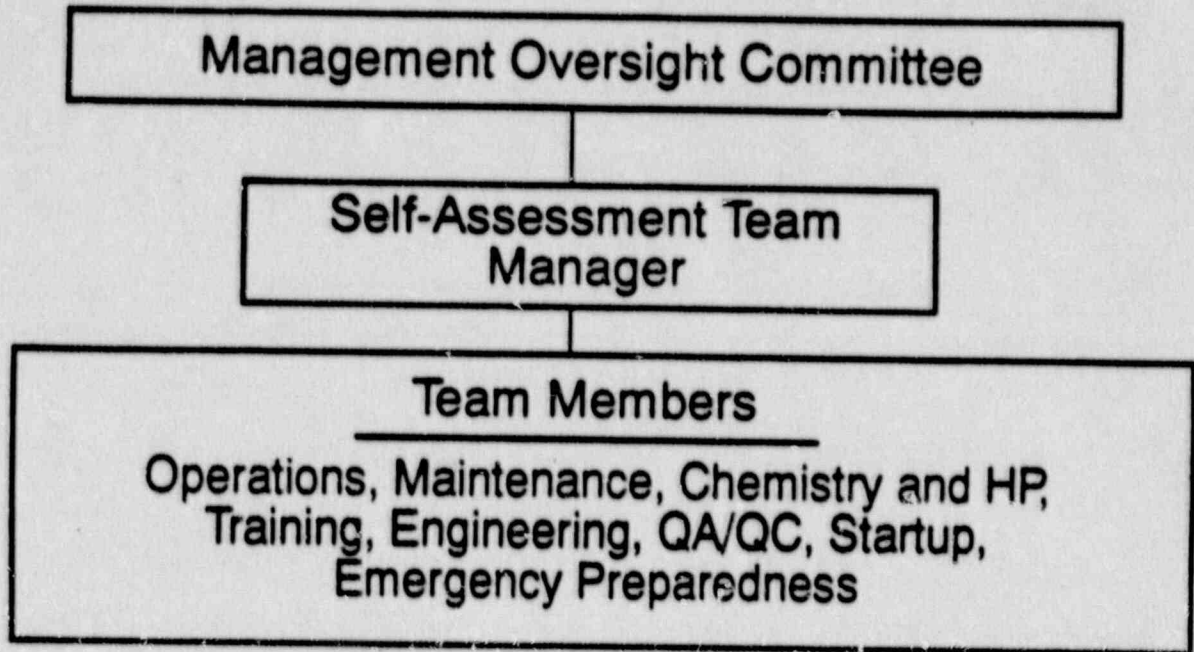 Management Oversight Committee
Self-Assessment Team
Manager
Team Members
Operations, Maintenance, Chemistry and HP,
Training, Engineering, QA/QC, Startup,
Emergency Preparedness